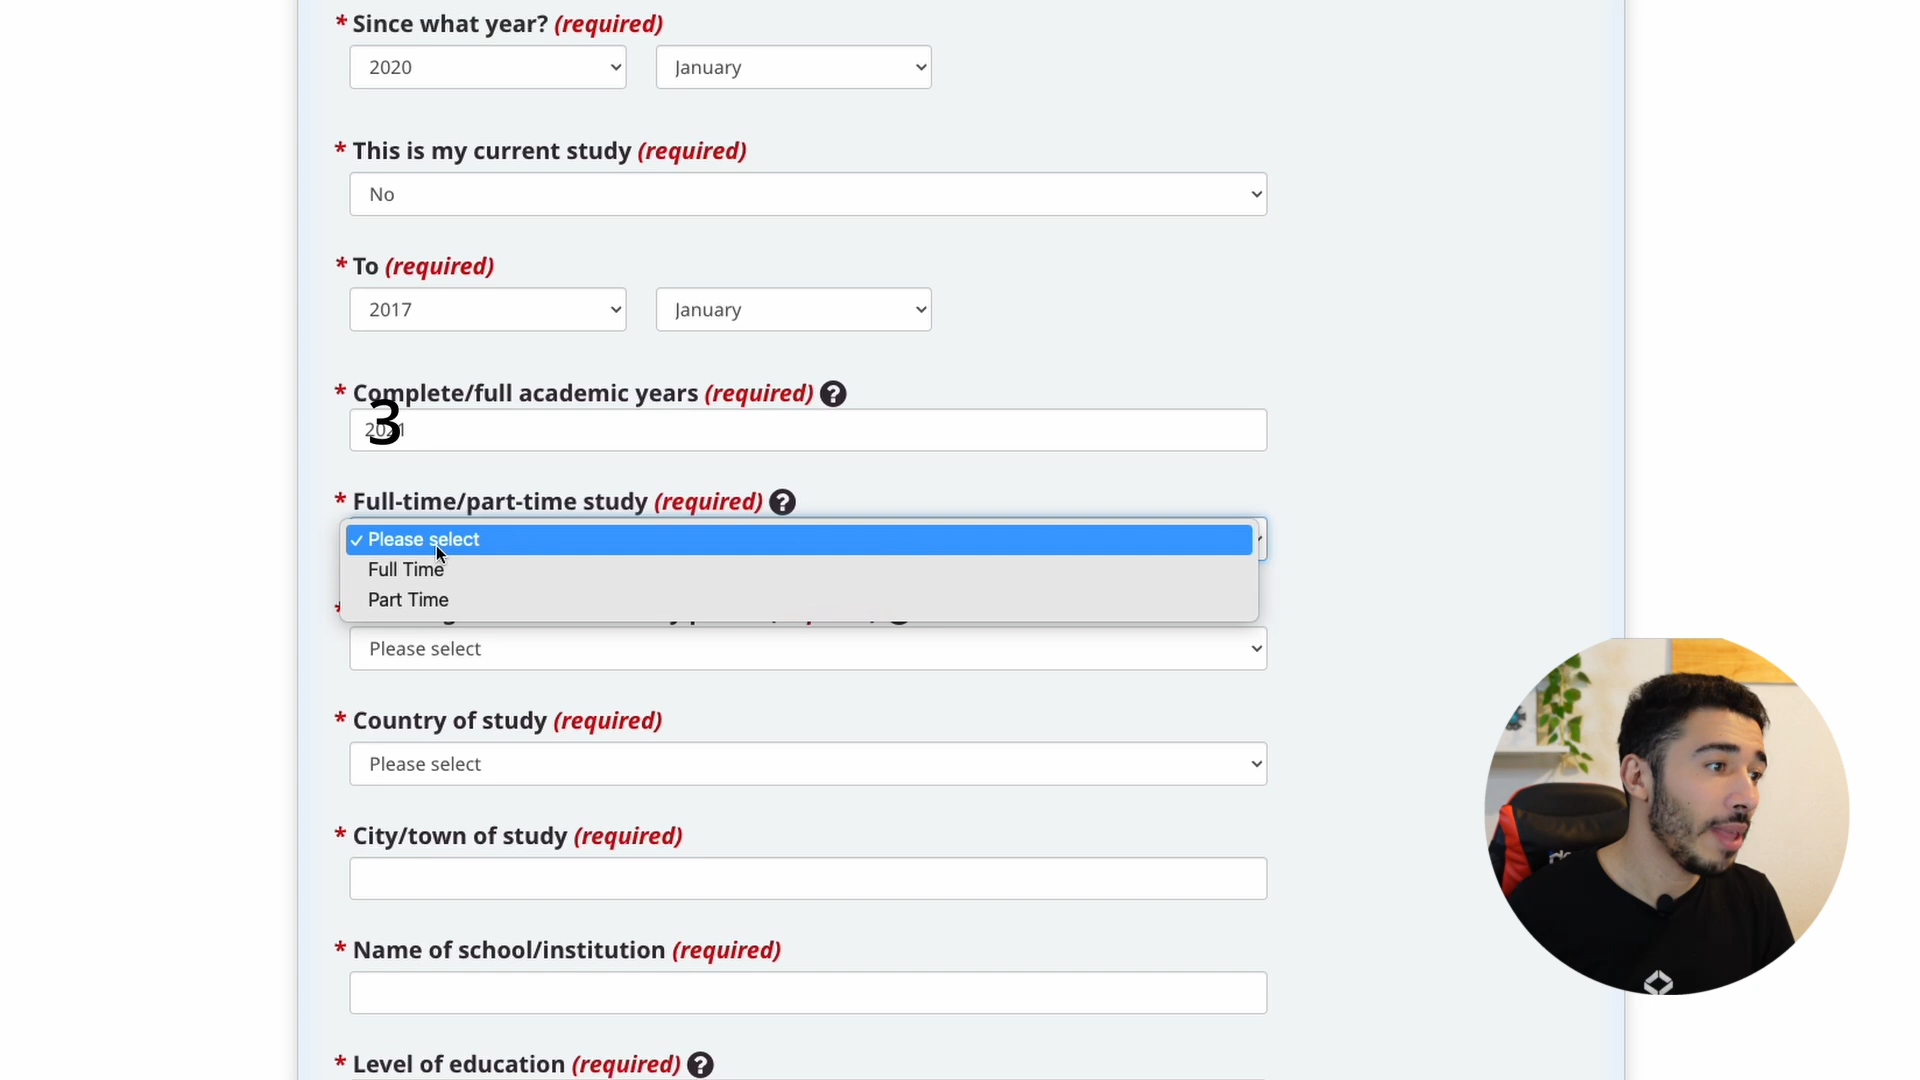 * Since what year? (required)
2020 January
* This is my current study (required)
No
* To (required)
2017 January
* Complete/full academic years (required) ?
3
* Full-time/part-time study (required) ?
✓ Please select
Full Time
Part Time
Please select
* Country of study (required)
Please select
* City/town of study (required)
* Name of school/institution (required)
* Level of education (required) ?